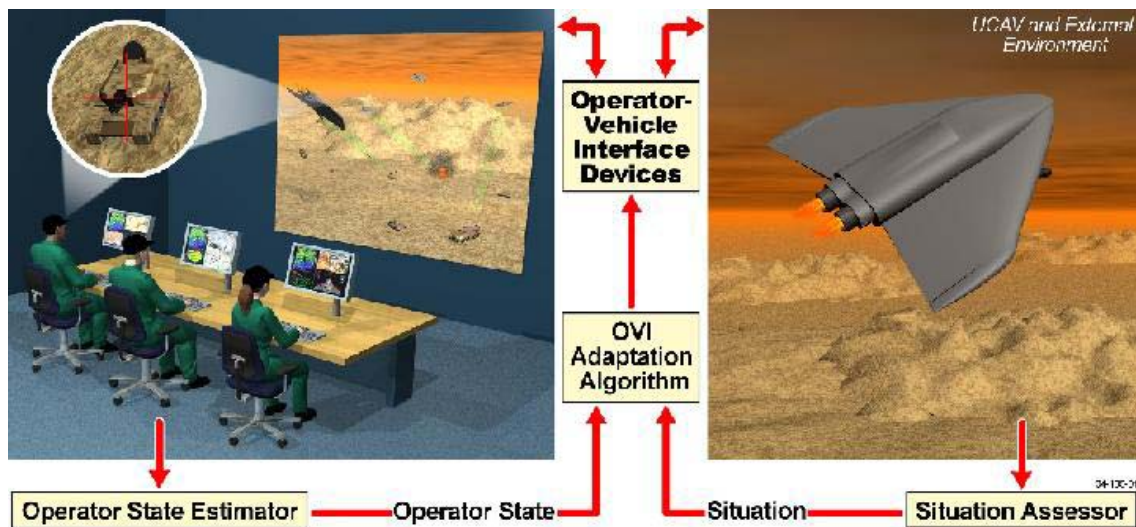 UCAV and External
Environment
Operator-
Vehicle
Interface
Devices
OVI
Adaptation
Algorithm
Operator State Estimator
Operator State
Situation
Situation Assessor